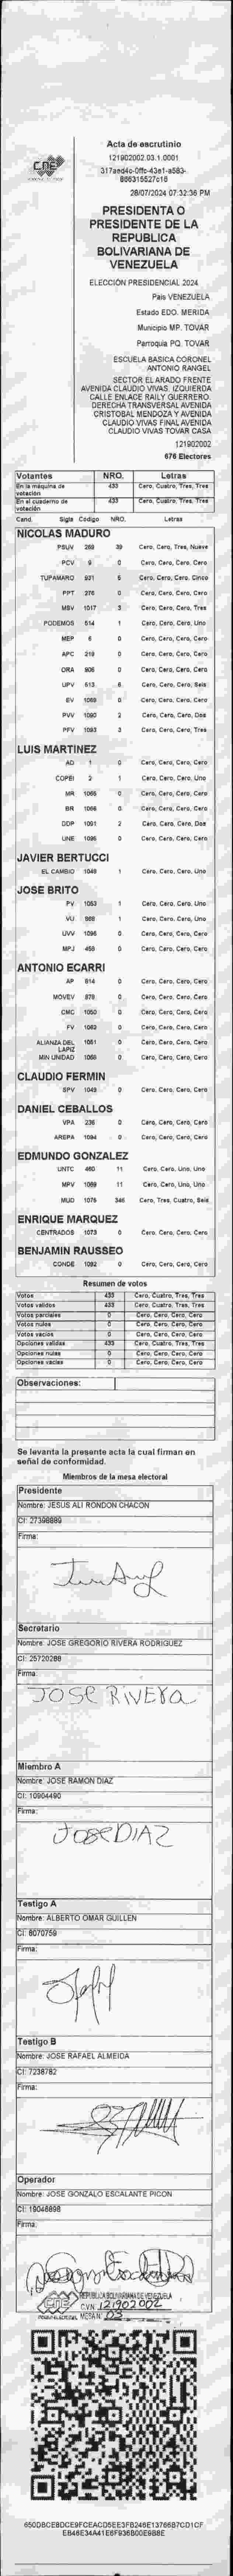 Acta de escrutinio
121902002.03.1.0001
317aed4c-0ffc-43a1-a583-
866315527c18
28/07/2024 07:32:36 PM
PRESIDENTA O
PRESIDENTE DE LA
REPUBLICA
BOLIVARIANA DE
VENEZUELA
ELECCIÓN PRESIDENCIAL 2024
País VENEZUELA
Estado EDO. MERIDA
Municipio MP. TOVAR
Parroquia PQ. TOVAR
ESCUELA BASICA CORONEL
ANTONIO RANGEL
SECTOR EL ARADO FRENTE
AVENIDA CLAUDIO VIVAS. IZQUIERDA
CALLE ENLACE RAILY GUERRERO.
DERECHA TRANSVERSAL AVENIDA
CRISTOBAL MENDOZA Y AVENIDA
CLAUDIO VIVAS FINAL AVENIDA
CLAUDIO VIVAS TOVAR CASA
121902002
676 Electores
CNE
Votantes NRO. Letras
En la máquina de votación 433 Cero, Cuatro, Tres, Tres
En el cuaderno de votación 433 Cero, Cuatro, Tres, Tres
Cand. Sigla Código NRO. Letras
NICOLAS MADURO
PSUV 269 39 Cero, Cero, Tres, Nueve
PCV 9 0 Cero, Cero, Cero, Cero
TUPAMARO 931 5 Cero, Cero, Cero, Cinco
PPT 276 0 Cero, Cero, Cero, Cero
MSV 1017 3 Cero, Cero, Cero, Tres
PODEMOS 514 1 Cero, Cero, Cero, Uno
MEP 6 0 Cero, Cero, Cero, Cero
APC 219 0 Cero, Cero, Cero, Cero
ORA 906 0 Cero, Cero, Cero, Cero
UPV 613 6 Cero, Cero, Cero, Seis
EV 1069 0 Cero, Cero, Cero, Cero
PVV 1090 2 Cero, Cero, Cero, Dos
PFV 1093 3 Cero, Cero, Cero, Tres
LUIS MARTINEZ
AD 1 0 Cero, Cero, Cero, Cero
COPEI 2 1 Cero, Cero, Cero, Uno
MR 1065 0 Cero, Cero, Cero, Cero
BR 1066 0 Cero, Cero, Cero, Cero
DDP 1091 2 Cero, Cero, Cero, Dos
UNE 1095 0 Cero, Cero, Cero, Cero
JAVIER BERTUCCI
EL CAMBIO 1049 1 Cero, Cero, Cero, Uno
JOSE BRITO
PV 1053 1 Cero, Cero, Cero, Uno
VU 968 1 Cero, Cero, Cero, Uno
UVV 1096 0 Cero, Cero, Cero, Cero
MPJ 459 0 Cero, Cero, Cero, Cero
ANTONIO ECARRI
AP 914 0 Cero, Cero, Cero, Cero
MOVEV 979 0 Cero, Cero, Cero, Cero
CMC 1050 0 Cero, Cero, Cero, Cero
FV 1062 0 Cero, Cero, Cero, Cero
ALIANZA DEL LAPIZ 1051 0 Cero, Cero, Cero, Cero
MIN UNIDAD 1068 0 Cero, Cero, Cero, Cero
CLAUDIO FERMIN
SPV 1043 0 Cero, Cero, Cero, Cero
DANIEL CEBALLOS
VPA 236 0 Cero, Cero, Cero, Cero
AREPA 1094 0 Cero, Cero, Cero, Cero
EDMUNDO GONZALEZ
UNTC 460 11 Cero, Cero, Uno, Uno
MPV 1069 11 Cero, Cero, Uno, Uno
MUD 1076 346 Cero, Tres, Cuatro, Seis
ENRIQUE MARQUEZ
CENTRADOS 1073 0 Cero, Cero, Cero, Cero
BENJAMIN RAUSSEO
CONDE 1092 0 Cero, Cero, Cero, Cero
Resumen de votos
Votos 433 Cero, Cuatro, Tres, Tres
Votos validos 433 Cero, Cuatro, Tres, Tres
Votos parciales 0 Cero, Cero, Cero, Cero
Votos nulos 0 Cero, Cero, Cero, Cero
Votos vacios 0 Cero, Cero, Cero, Cero
Opciones validas 433 Cero, Cuatro, Tres, Tres
Opciones nulas 0 Cero, Cero, Cero, Cero
Opciones vacias 0 Cero, Cero, Cero, Cero
Observaciones:
Se levanta la presente acta la cual firman en
señal de conformidad.
Miembros de la mesa electoral
Presidente
Nombre: JESUS ALI RONDON CHACON
CI: 27398889
Firma:
Secretario
Nombre: JOSE GREGORIO RIVERA RODRIGUEZ
CI: 25720288
Firma:
JOSE RIVERA
Miembro A
Nombre: JOSE RAMON DIAZ
CI: 10904490
Firma:
JOSE DIAZ
Testigo A
Nombre: ALBERTO OMAR GUILLEN
CI: 8070759
Firma:
Testigo B
Nombre: JOSE RAFAEL ALMEIDA
CI: 7238782
Firma:
Operador
Nombre: JOSE GONZALO ESCALANTE PICON
CI: 19046898
Firma:
REPUBLICA BOLIVARIANA DE VENEZUELA
CNE C.V.N: 121902002
PODER ELECTORAL MESA N: 03
650DBCE8DCE9FCEACD5EE3FB246E13766B7CD1CF
EB46E34A41E6F936B00E6B8E